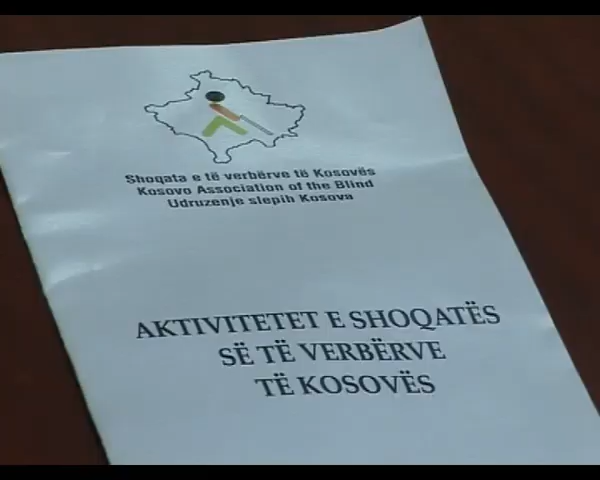 Shoqata e të verbërve të Kosovës
Kosovo Association of the Blind
Udruzenje slepih Kosova
AKTIVITETET E SHOQATËS
SË TË VERBËRVE
TË KOSOVËS